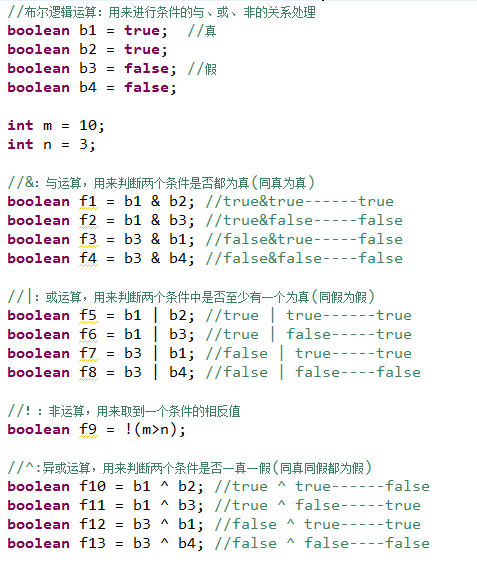 //布尔逻辑运算：用来进行条件的与、或、非的关系处理
boolean b1 = true;  //真
boolean b2 = true;
boolean b3 = false; //假
boolean b4 = false;
int m = 10;
int n = 3;
//&：与运算，用来判断两个条件是否都为真(同真为真)
boolean f1 = b1 & b2; //true&true------true
boolean f2 = b1 & b3; //true&false-----false
boolean f3 = b3 & b1; //false&true-----false
boolean f4 = b3 & b4; //false&false----false
//|：或运算，用来判断两个条件中是否至少有一个为真(同假为假)
boolean f5 = b1 | b2; //true | true------true
boolean f6 = b1 | b3; //true | false-----true
boolean f7 = b3 | b1; //false | true-----true
boolean f8 = b3 | b4; //false | false----false
//! ：非运算，用来取到一个条件的相反值
boolean f9 = !(m>n);
//^:异或运算，用来判断两个条件是否一真一假(同真同假都为假)
boolean f10 = b1 ^ b2; //true ^ true------false
boolean f11 = b1 ^ b3; //true ^ false-----true
boolean f12 = b3 ^ b1; //false ^ true-----true
boolean f13 = b3 ^ b4; //false ^ false----false